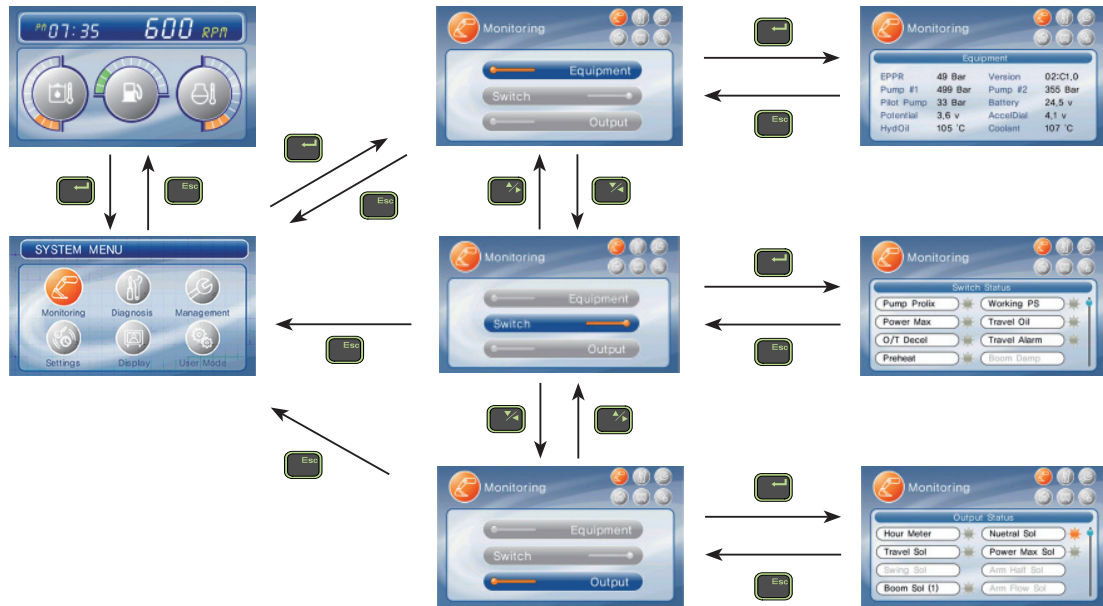 PM 07:35 600 RPM
Esc
SYSTEM MENU
Monitoring Diagnosis Management
Settings Display User Mode
Esc
Monitoring
Equipment
Switch
Output
Esc
Monitoring
Equipment
EPPR 49 Bar Version 02:C1,0
Pump #1 499 Bar Pump #2 355 Bar
Pilot Pump 33 Bar Battery 24,5 v
Potential 3,6 v AccelDial 4,1 v
HydOil 105 ˚C Coolant 107 ˚C
Monitoring
Equipment
Switch
Output
Esc
Esc
Monitoring
Switch Status
Pump Prolix Working PS
Power Max Travel Oil
O/T Decel Travel Alarm
Preheat Boom Damp
Esc
Monitoring
Equipment
Switch
Output
Esc
Monitoring
Output Status
Hour Meter Nuetral Sol
Travel Sol Power Max Sol
Swing Sol Arm Half Sol
Boom Sol (1) Arm Flow Sol